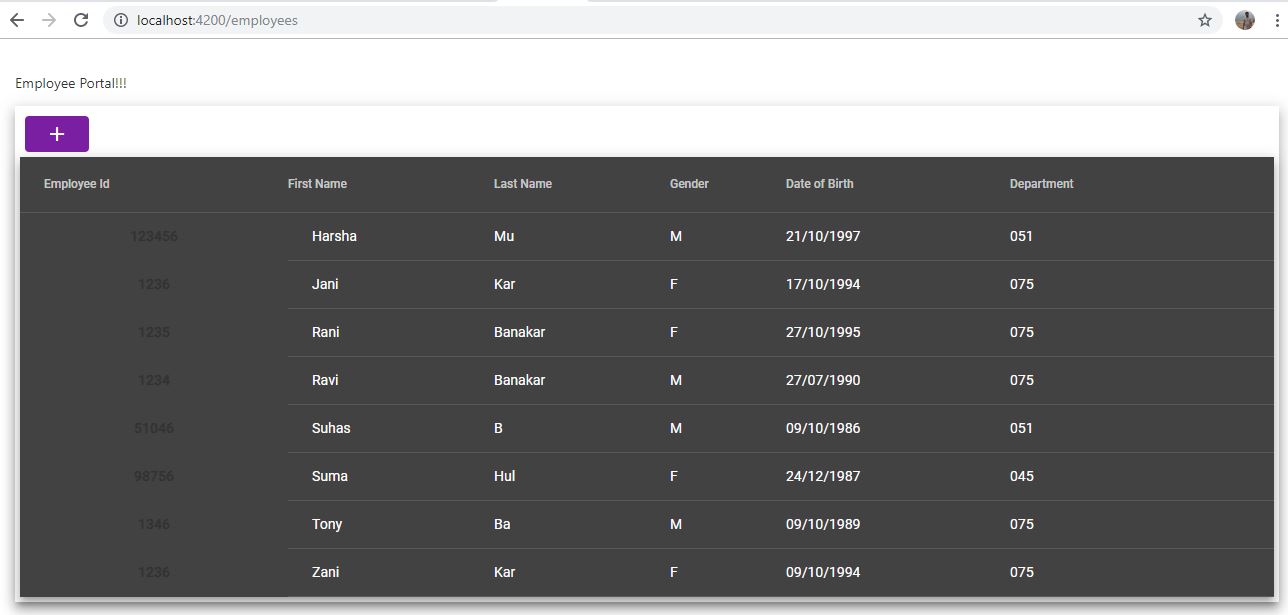 localhost:4200/employees
Employee Portal!!!
+
Employee Id First Name Last Name Gender Date of Birth Department
123456 Harsha Mu M 21/10/1997 051
1236 Jani Kar F 17/10/1994 075
1235 Rani Banakar F 27/10/1995 075
1234 Ravi Banakar M 27/07/1990 075
51046 Suhas B M 09/10/1986 051
98756 Suma Hul F 24/12/1987 045
1346 Tony Ba M 09/10/1989 075
1236 Zani Kar F 09/10/1994 075